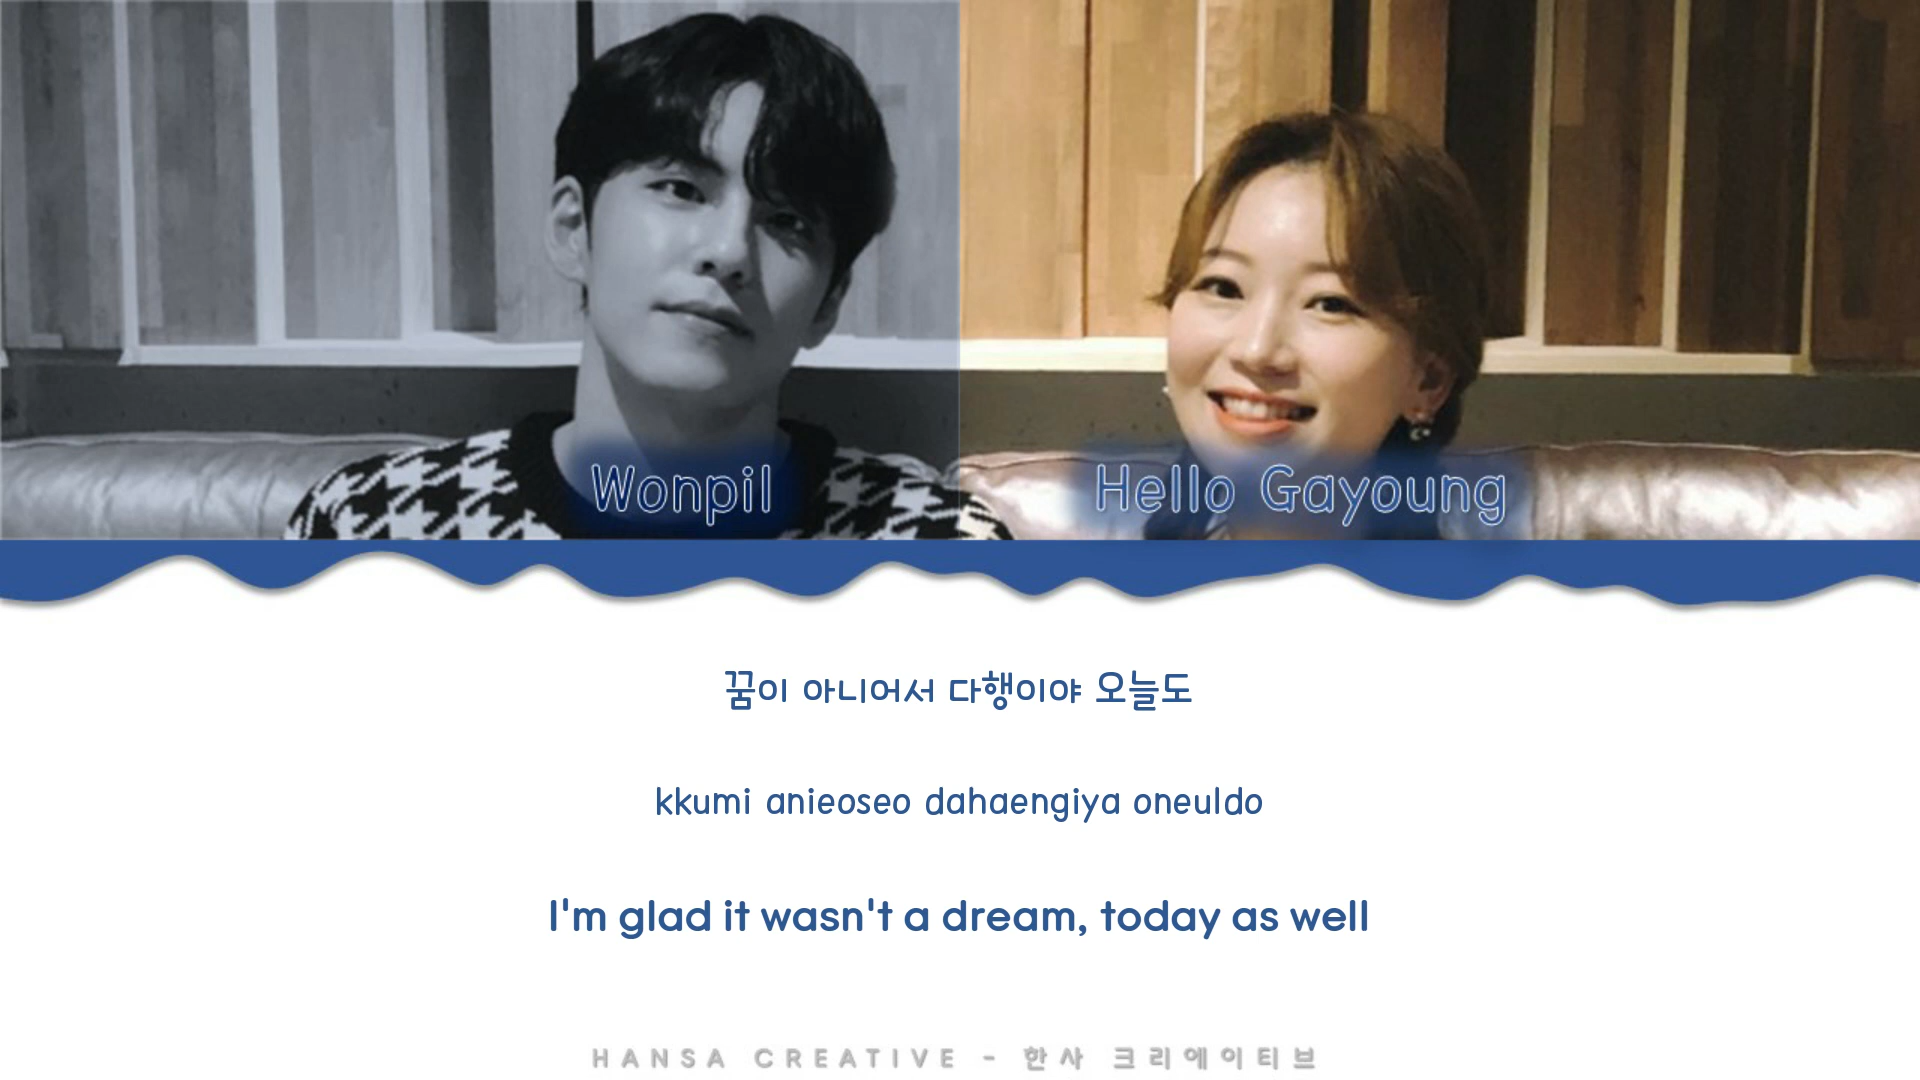 Wonpil
Hello Gayoung
꿈이 아니어서 다행이야 오늘도
kkumi anieoseo dahaengiya oneuldo
I'm glad it wasn't a dream, today as well
HANSA CREATIVE - 한사 크리에이티브